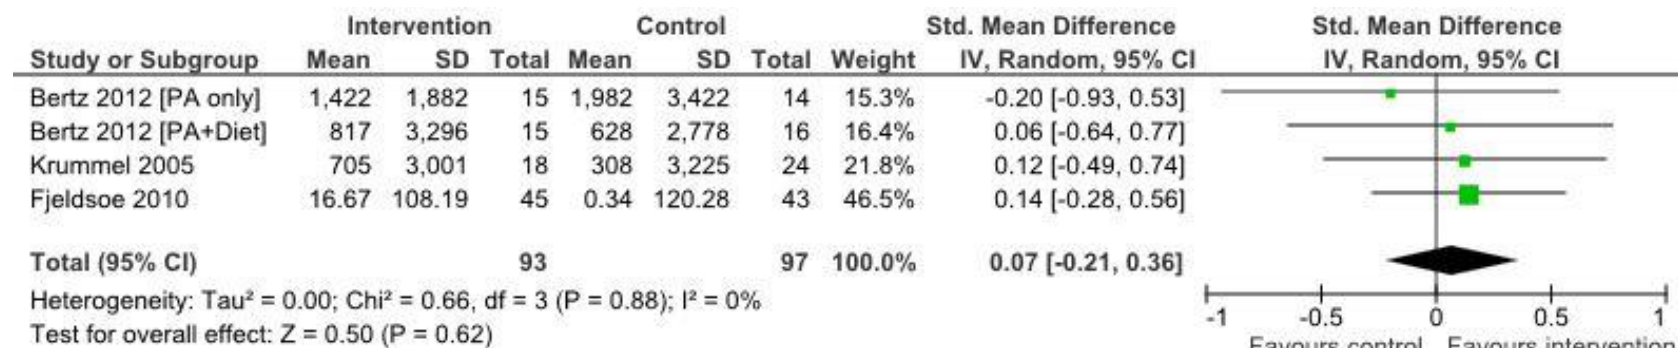 Intervention Control Std. Mean Difference Std. Mean Difference
Study or Subgroup Mean SD Total Mean SD Total Weight IV, Random, 95% CI IV, Random, 95% CI
Bertz 2012 [PA only] 1,422 1,882 15 1,982 3,422 14 15.3% -0.20 [-0.93, 0.53]
Bertz 2012 [PA+Diet] 817 3,296 15 628 2,778 16 16.4% 0.06 [-0.64, 0.77]
Krummel 2005 705 3,001 18 308 3,225 24 21.8% 0.12 [-0.49, 0.74]
Fjeldsoe 2010 16.67 108.19 45 0.34 120.28 43 46.5% 0.14 [-0.28, 0.56]
Total (95% CI) 93 97 100.0% 0.07 [-0.21, 0.36]
Heterogeneity: Tau² = 0.00; Chi² = 0.66, df = 3 (P = 0.88); I² = 0%
Test for overall effect: Z = 0.50 (P = 0.62)
-1 -0.5 0 0.5 1
Favours control Favours intervention